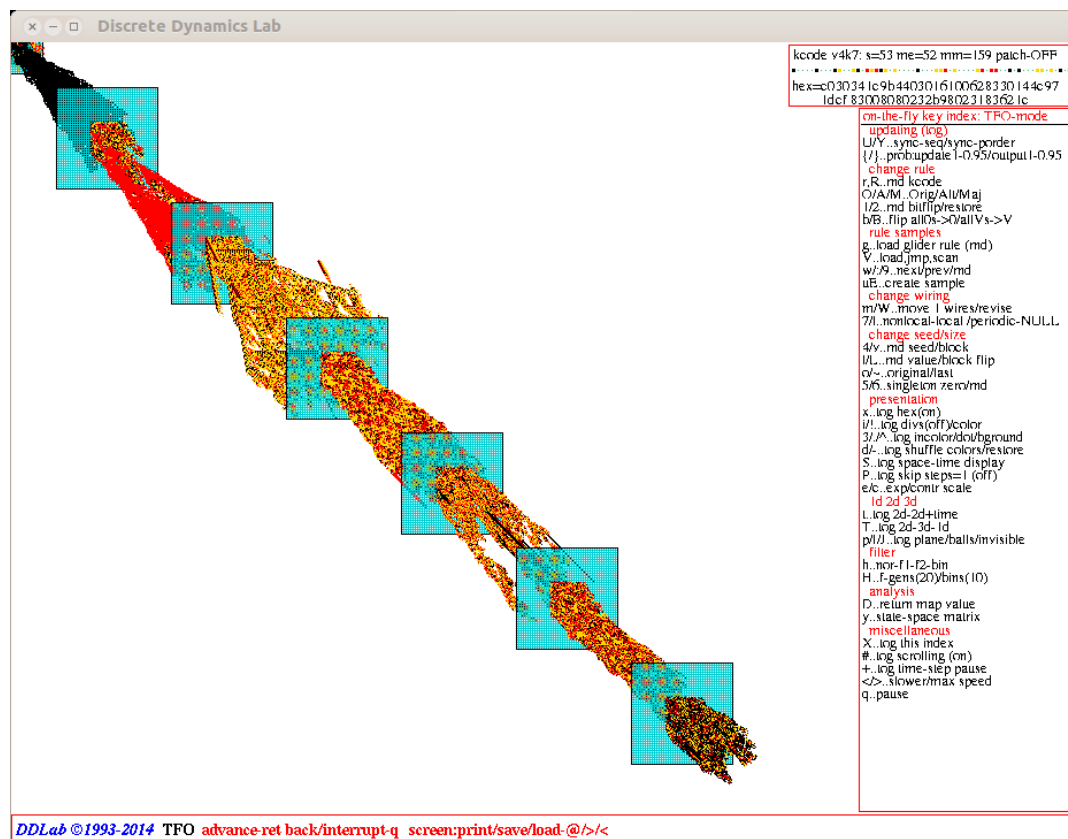 Discrete Dynamics Lab
kcode v4k7: s=53 me=52 mm=159 patch-OFF
hex=c030341c9b440301610062833014 4c97
1dcf83008080232b98023183621c
on-the-fly key index: TFO-mode
updating (tog)
U/Y..sync-seq/sync-porder
{/}..prob:update1-0.95/output1-0.95
change rule
r,R..rnd kcode
O/A/M..Orig/Alt/Maj
1/2..rnd bitflip/restore
b/B..flip all0s->0/allVs->V
rule samples
g..load glider rule (rnd)
V..load,jmp,scan
w/:/9..next/prev/rnd
uE..create sample
change wiring
m/W..move 1 wires/revise
7/I..nonlocal-local /periodic-NULL
change seed/size
4/v..rnd seed/block
l/L..rnd value/block flip
o/~..original/last
5/6..singleton zero/rnd
presentation
x..tog hex(on)
i/!..tog divs(off)/color
3/./^..tog incolor/dot/bground
d/-..tog shuffle colors/restore
S..tog space-time display
P..tog skip steps=1 (off)
e/c..exp/contr scale
1d 2d 3d
t..tog 2d-2d+time
T..tog 2d-3d-1d
p/f/J..tog plane/balls/invisible
filter
h..nor-f1-f2-bin
H..f-gens(20)/bins(10)
analysis
D..return map value
y..state-space matrix
miscellaneous
X..tog this index
#..tog scrolling (on)
+..tog time-step pause
</>..slower/max speed
q..pause
DDLab ©1993-2014 TFO advance-ret back/interrupt-q screen:print/save/load-@/>/<